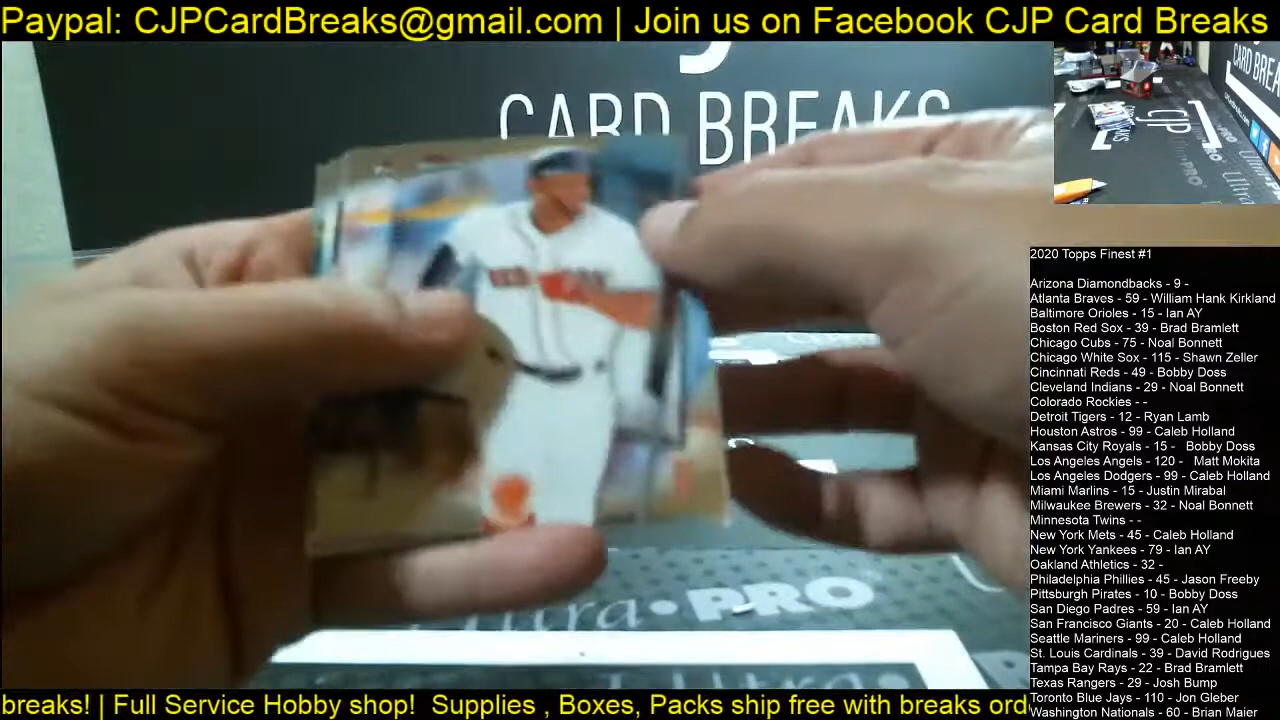 Paypal: CJPCardBreaks@gmail.com | Join us on Facebook CJP Card Breaks
CARD BREAKS
CARD BREA
CJP
PRO
Ultra
Ultra • PRO
2020 Topps Finest #1
Arizona Diamondbacks - 9 -
Atlanta Braves - 59 - William Hank Kirkland
Baltimore Orioles - 15 - Ian AY
Boston Red Sox - 39 - Brad Bramlett
Chicago Cubs - 75 - Noal Bonnett
Chicago White Sox - 115 - Shawn Zeller
Cincinnati Reds - 49 - Bobby Doss
Cleveland Indians - 29 - Noal Bonnett
Colorado Rockies - -
Detroit Tigers - 12 - Ryan Lamb
Houston Astros - 99 - Caleb Holland
Kansas City Royals - 15 - Bobby Doss
Los Angeles Angels - 120 - Matt Mokita
Los Angeles Dodgers - 99 - Caleb Holland
Miami Marlins - 15 - Justin Mirabal
Milwaukee Brewers - 32 - Noal Bonnett
Minnesota Twins - -
New York Mets - 45 - Caleb Holland
New York Yankees - 79 - Ian AY
Oakland Athletics - 32 -
Philadelphia Phillies - 45 - Jason Freeby
Pittsburgh Pirates - 10 - Bobby Doss
San Diego Padres - 59 - Ian AY
San Francisco Giants - 20 - Caleb Holland
Seattle Mariners - 99 - Caleb Holland
St. Louis Cardinals - 39 - David Rodrigues
Tampa Bay Rays - 22 - Brad Bramlett
Texas Rangers - 29 - Josh Bump
Toronto Blue Jays - 110 - Jon Gleber
Washington Nationals - 60 - Brian Maier
breaks! | Full Service Hobby shop! Supplies , Boxes, Packs ship free with breaks ord